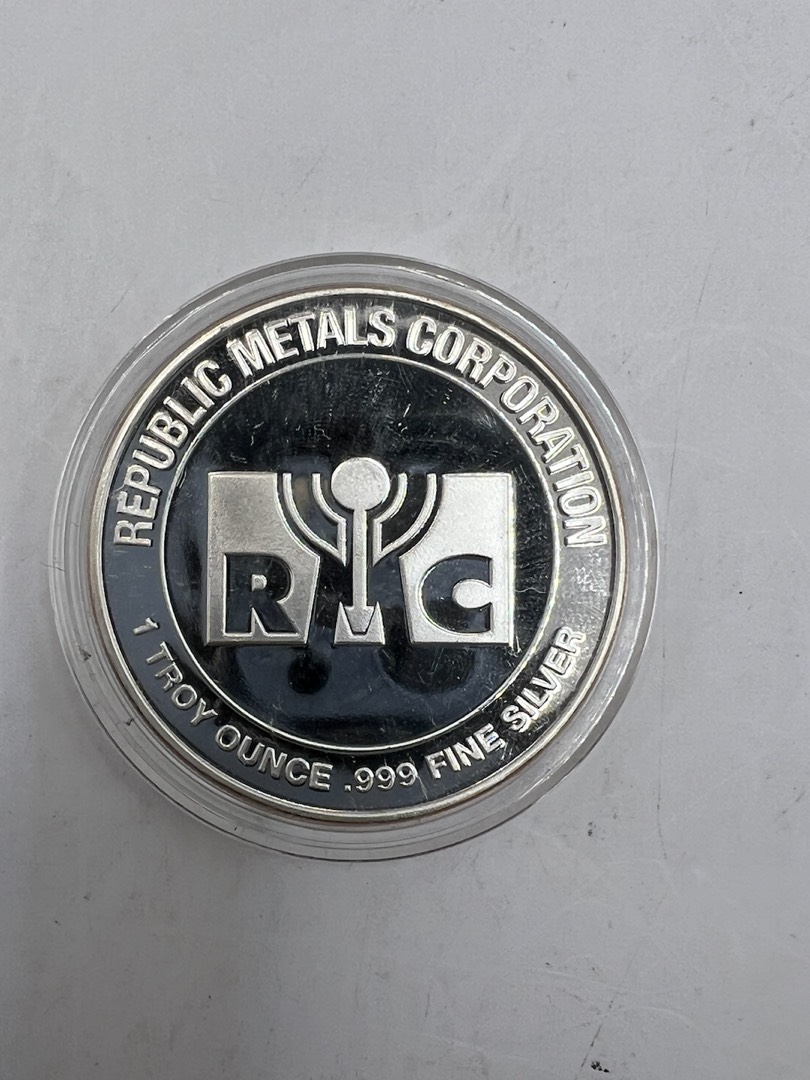 REPUBLIC METALS CORPORATION
R C
1 TROY OUNCE .999 FINE SILVER